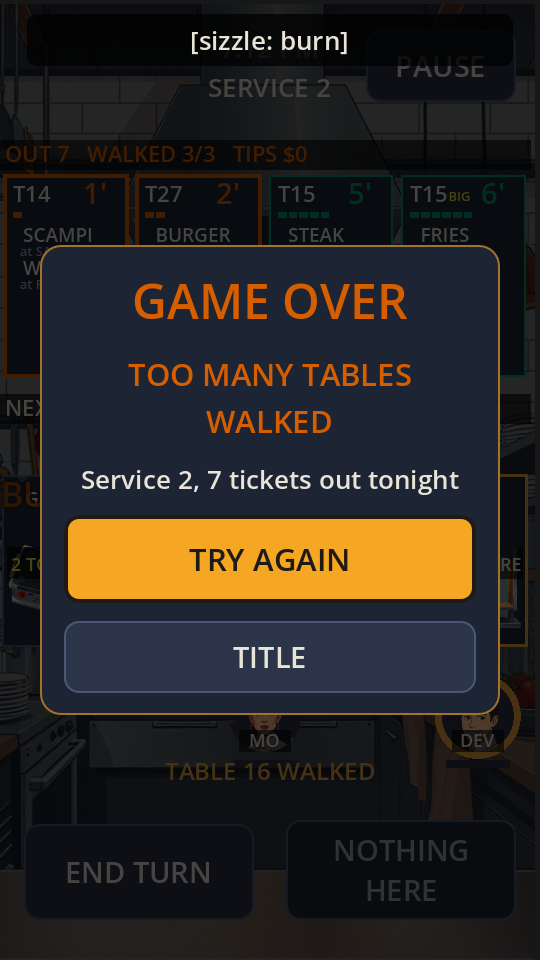 [sizzle: burn]
PAUSE
SERVICE 2
OUT 7 WALKED 3/3 TIPS $0
T14 1' T27 2' T15 5' T15 BIG 6'
SCAMPI BURGER STEAK FRIES
GAME OVER
TOO MANY TABLES
WALKED
Service 2, 7 tickets out tonight
TRY AGAIN
TITLE
MO DEV
TABLE 16 WALKED
END TURN
NOTHING
HERE